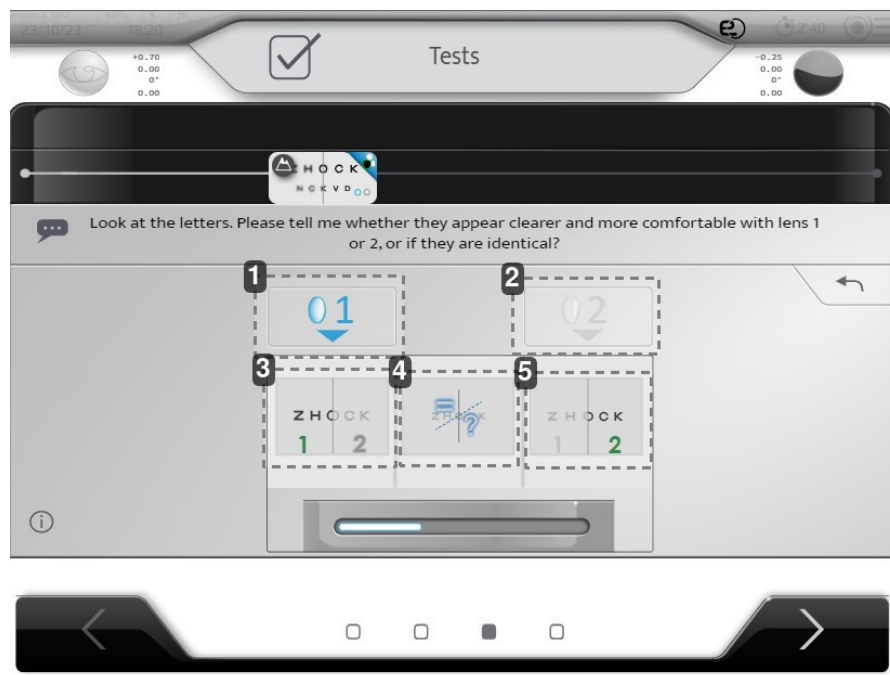 23/10/23 18:20
Tests
2'40
+0.70
0.00
0°
0.00
-0.25
0.00
0°
0.00
HOCK
NCKVD
Look at the letters. Please tell me whether they appear clearer and more comfortable with lens 1
or 2, or if they are identical?
1
2
01
02
3
4
5
ZHOCK
1 2
ZHOCK
= ?
ZHOCK
1 2